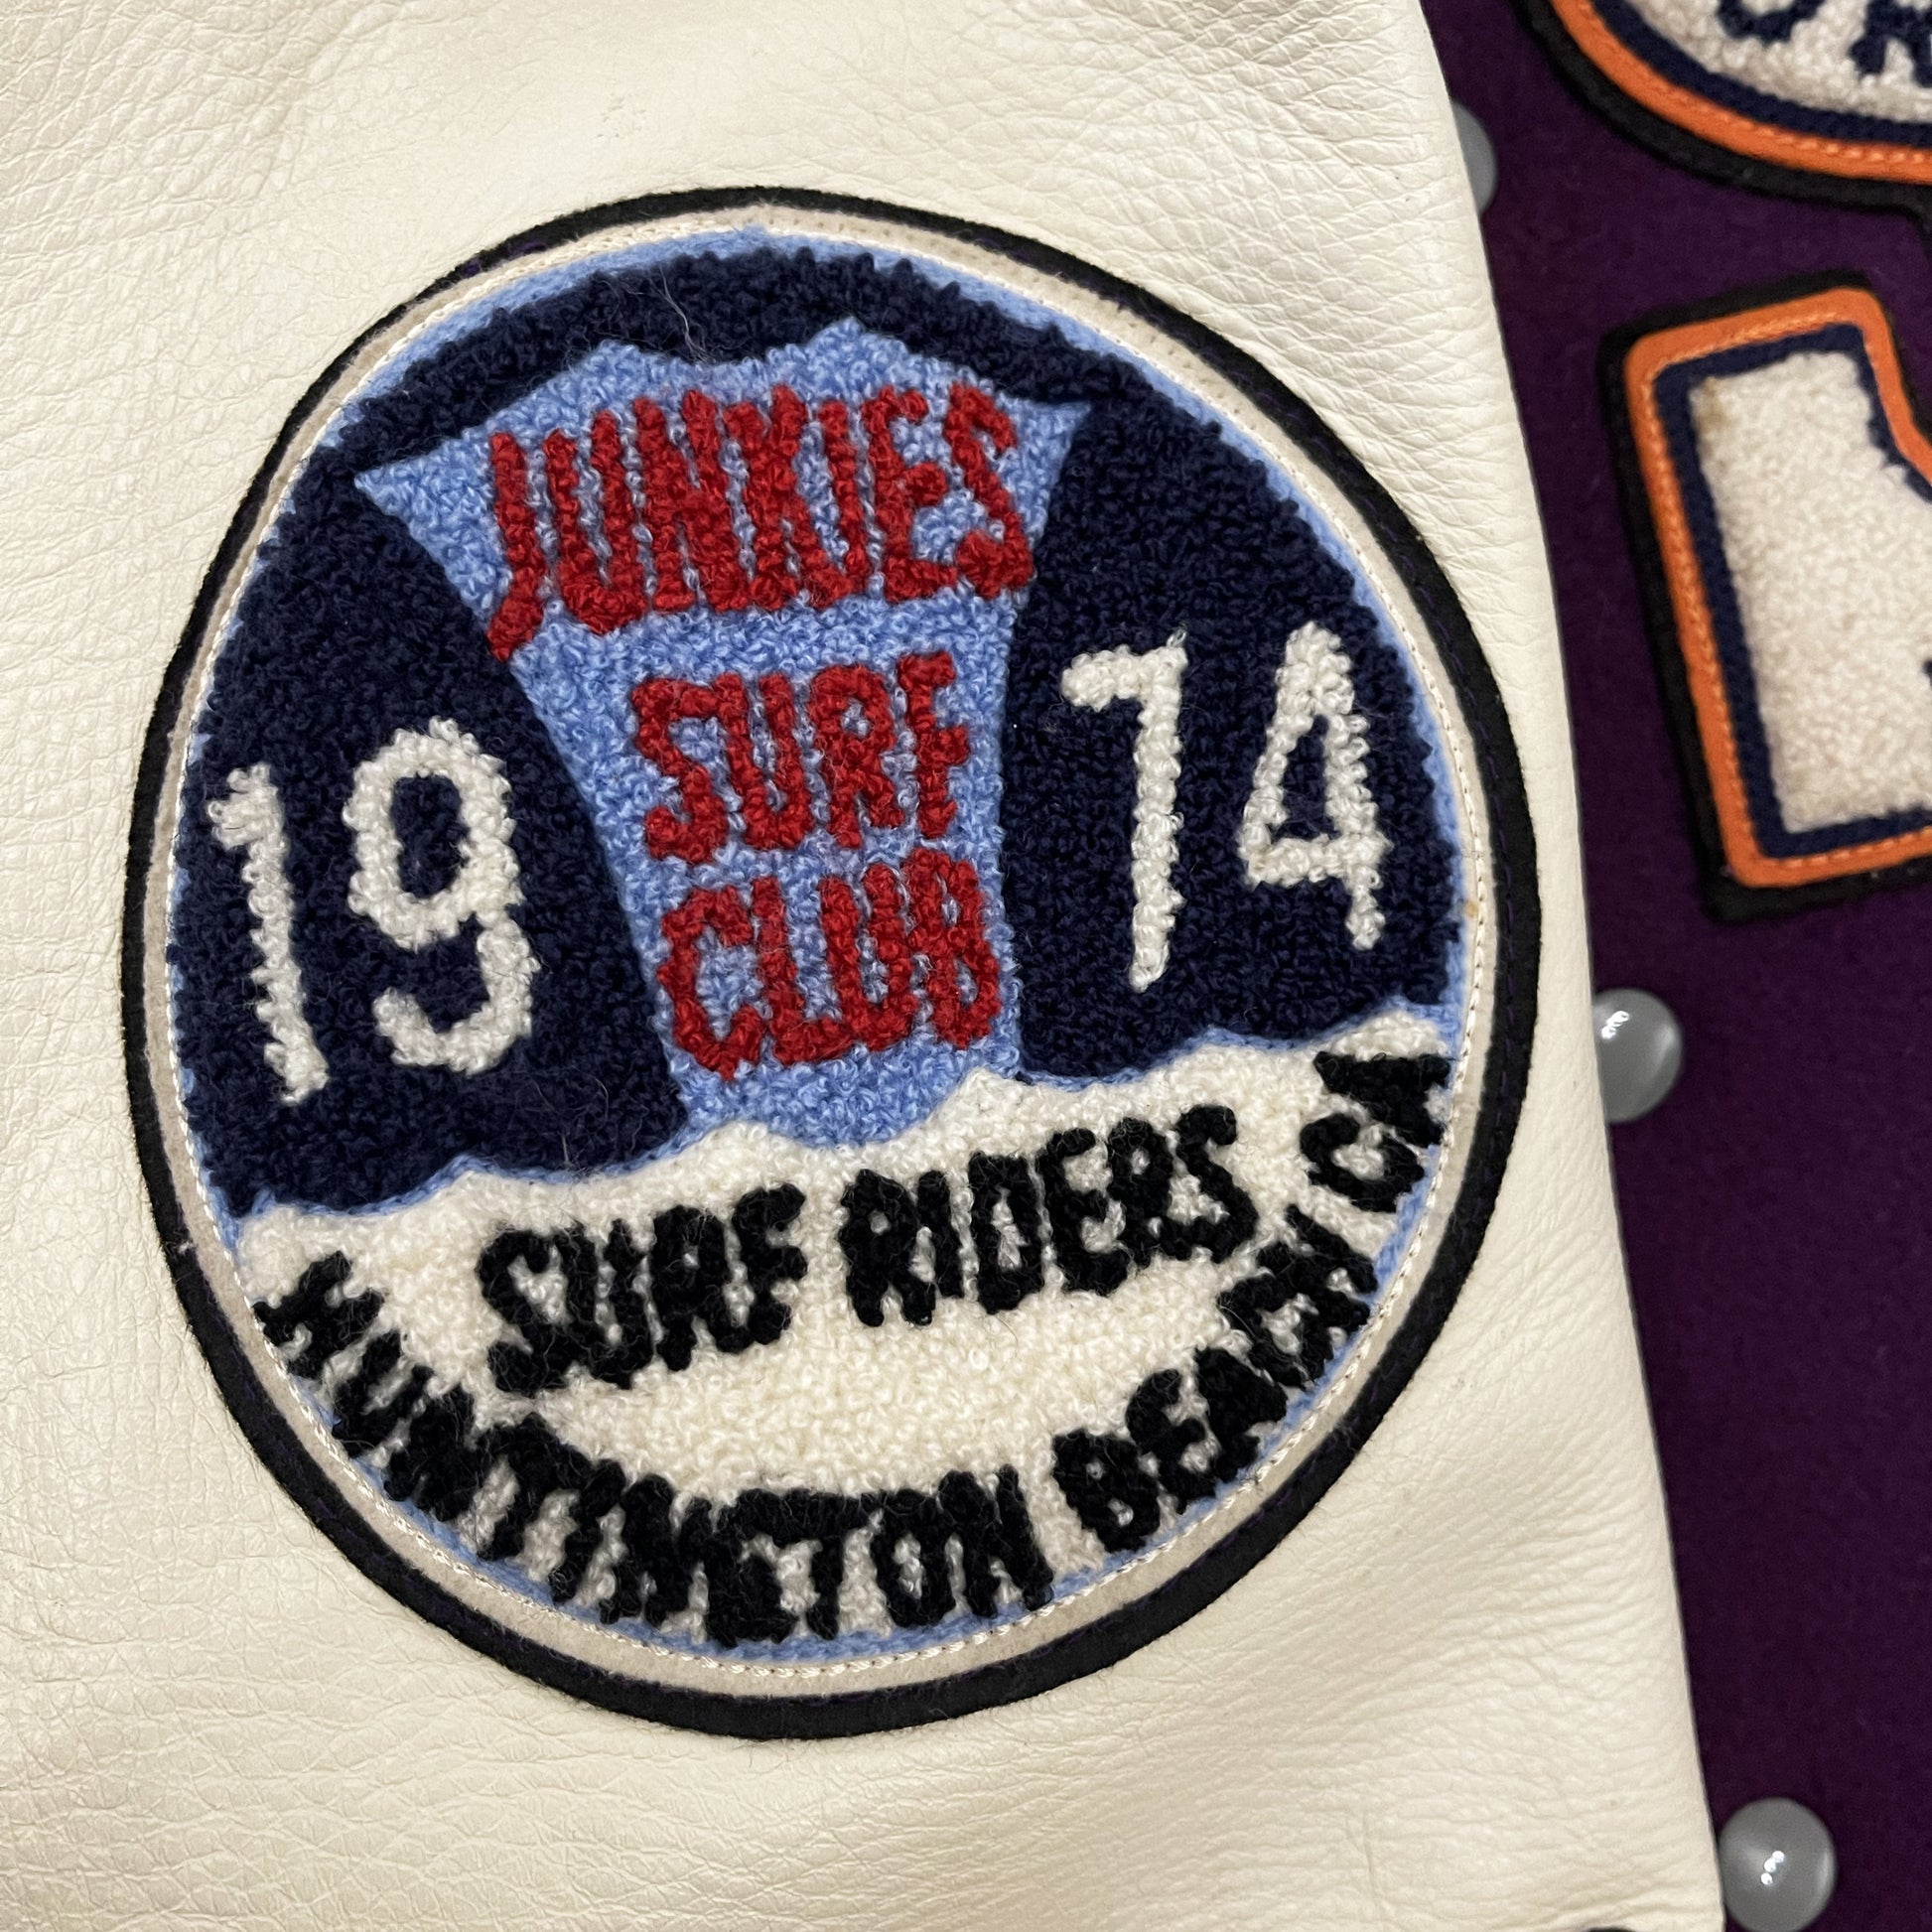 JUNKIES
SURF
CLUB
19 74
SURF RIDERS
HUNTINGTON BEACH CA